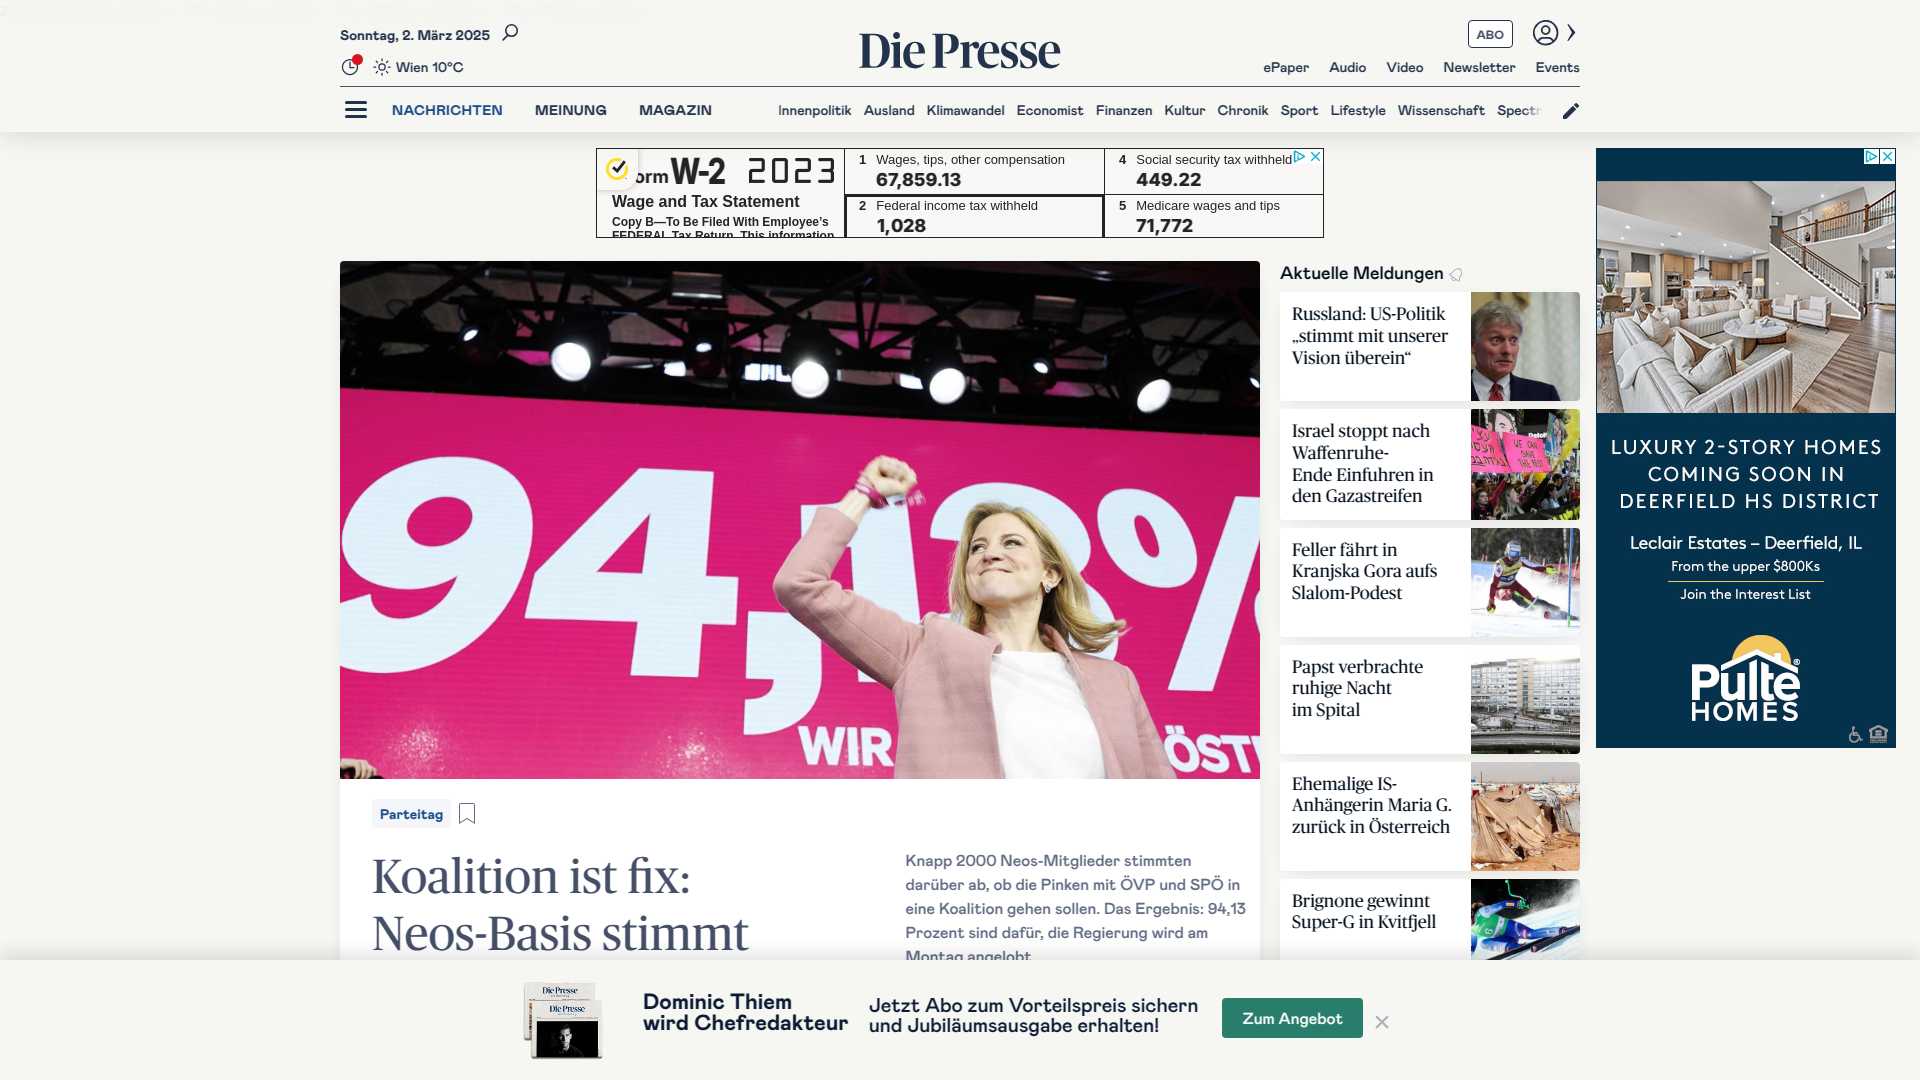 Sonntag, 2. März 2025
Wien 10°C
Die Presse
ABO
ePaper Audio Video Newsletter Events
NACHRICHTEN MEINUNG MAGAZIN
Innenpolitik Ausland Klimawandel Economist Finanzen Kultur Chronik Sport Lifestyle Wissenschaft Spectr
orm W-2 2023
Wage and Tax Statement
Copy B—To Be Filed With Employee's
FEDERAL Tax Return. This information
1 Wages, tips, other compensation
67,859.13
4 Social security tax withheld
449.22
2 Federal income tax withheld
1,028
5 Medicare wages and tips
71,772
94,13%
WIR
ÖST
Parteitag
Koalition ist fix:
Neos-Basis stimmt
Knapp 2000 Neos-Mitglieder stimmten
darüber ab, ob die Pinken mit ÖVP und SPÖ in
eine Koalition gehen sollen. Das Ergebnis: 94,13
Prozent sind dafür, die Regierung wird am
Montag angelobt.
Aktuelle Meldungen
Russland: US-Politik
„stimmt mit unserer
Vision überein“
Israel stoppt nach
Waffenruhe-
Ende Einfuhren in
den Gazastreifen
Feller fährt in
Kranjska Gora aufs
Slalom-Podest
Papst verbrachte
ruhige Nacht
im Spital
Ehemalige IS-
Anhängerin Maria G.
zurück in Österreich
Brignone gewinnt
Super-G in Kvitfjell
LUXURY 2-STORY HOMES
COMING SOON IN
DEERFIELD HS DISTRICT
Leclair Estates – Deerfield, IL
From the upper $800Ks
Join the Interest List
Pulte
HOMES
Die Presse
Die Presse
Dominic Thiem
wird Chefredakteur
Jetzt Abo zum Vorteilspreis sichern
und Jubiläumsausgabe erhalten!
Zum Angebot